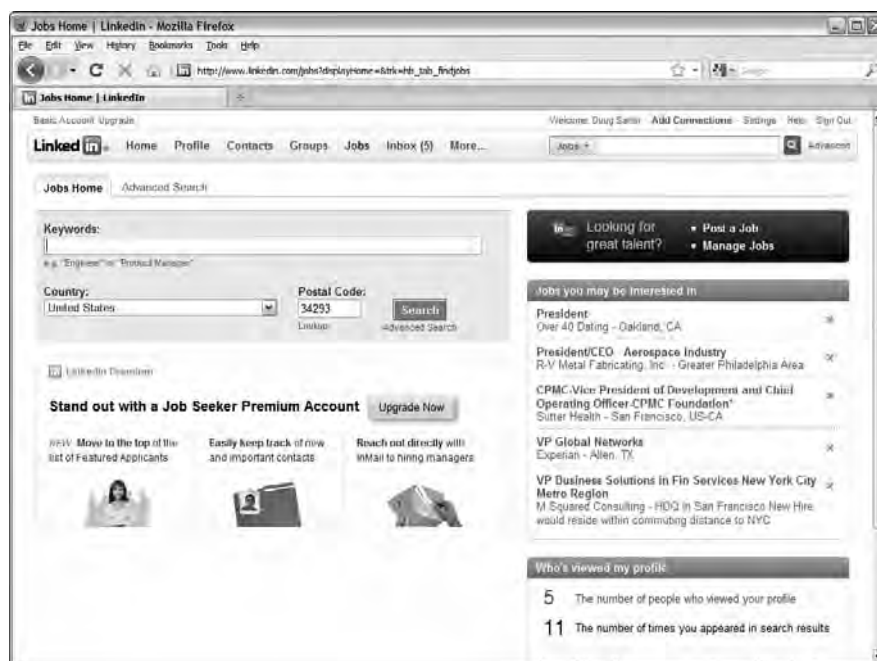 Jobs Home | LinkedIn - Mozilla Firefox
File Edit View History Bookmarks Tools Help
http://www.linkedin.com/jobs?displayHome=&trk=hb_tab_findjobs
Jobs Home | LinkedIn
Basic Account: Upgrade
Welcome, Doug Add Connections Settings Help Sign Out
Linked in Home Profile Contacts Groups Jobs Inbox (5) More...
Jobs Advanced
Jobs Home Advanced Search
Keywords:
e.g. "Engineer" or "Product Manager"
Country: Postal Code:
United States 34293 Search
Lookup Advanced Search
LinkedIn Premium
Stand out with a Job Seeker Premium Account Upgrade Now
NEW Move to the top of the
list of Featured Applicants
Easily keep track of new
and important contacts
Reach out directly with
InMail to hiring managers
Looking for
great talent?
• Post a Job
• Manage Jobs
Jobs you may be interested in
President
Over 40 Dating - Oakland, CA
President/CEO Aerospace Industry
R-V Metal Fabricating, Inc. - Greater Philadelphia Area
CPMC-Vice President of Development and Chief
Operating Officer-CPMC Foundation*
Sutter Health - San Francisco, US-CA
VP Global Networks
Experian - Allen, TX
VP Business Solutions in Fin Services New York City
Metro Region
M Squared Consulting - HDQ in San Francisco New Hire
would reside within commuting distance to NYC
Who's viewed my profile
5 The number of people who viewed your profile
11 The number of times you appeared in search results